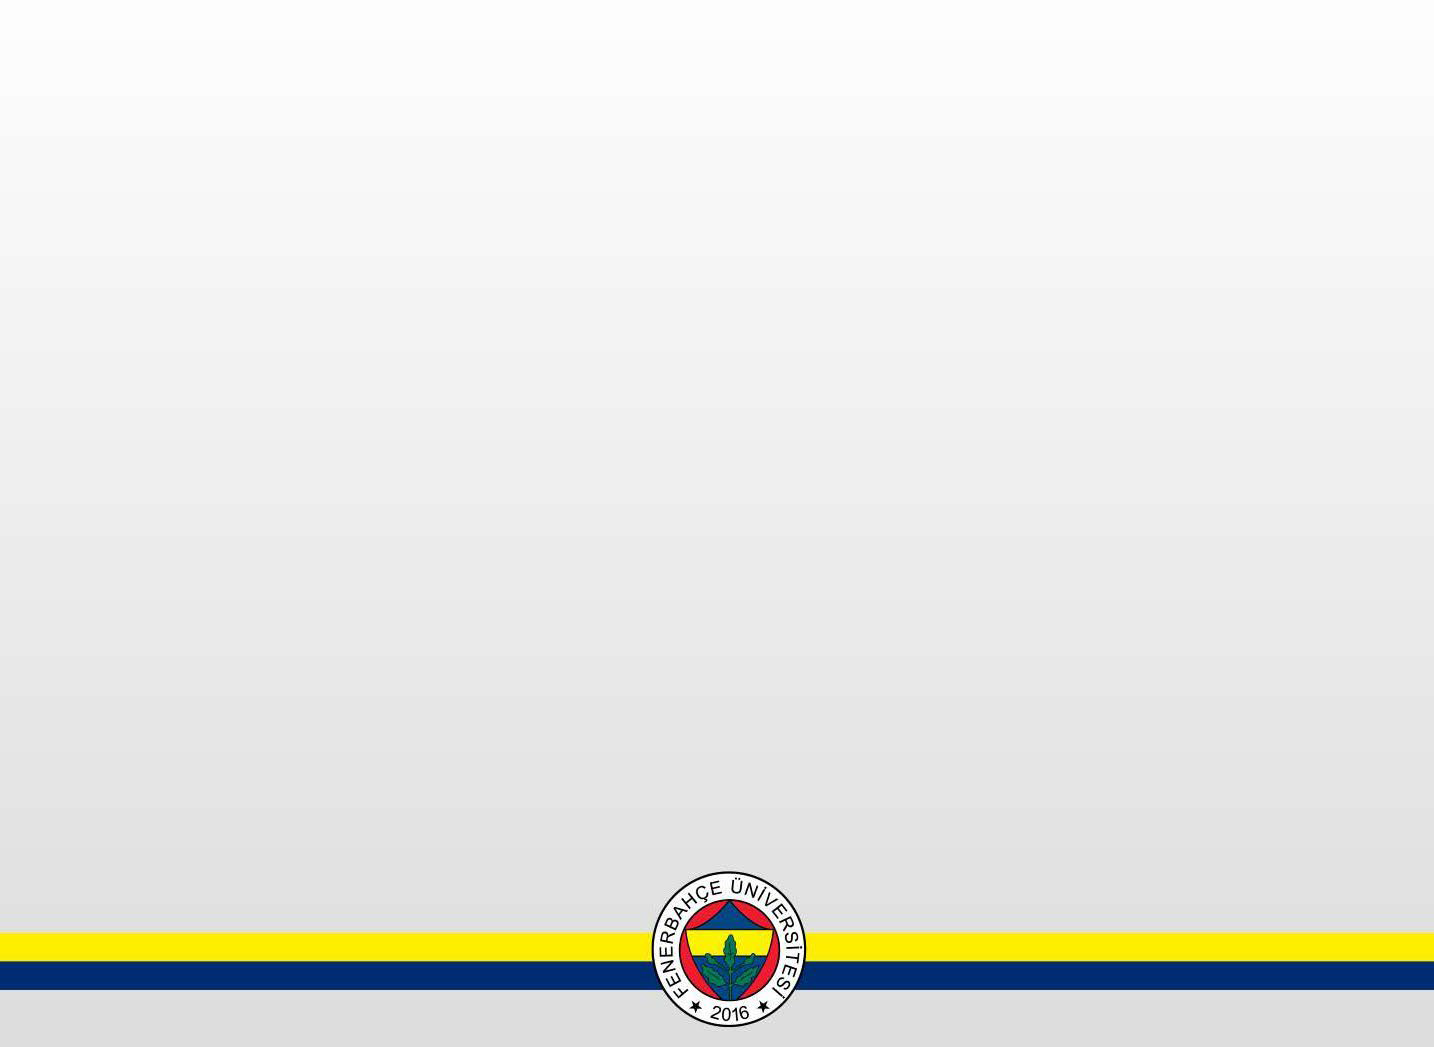 FENERBAHÇE ÜNİVERSİTESİ
★ 2016 ★